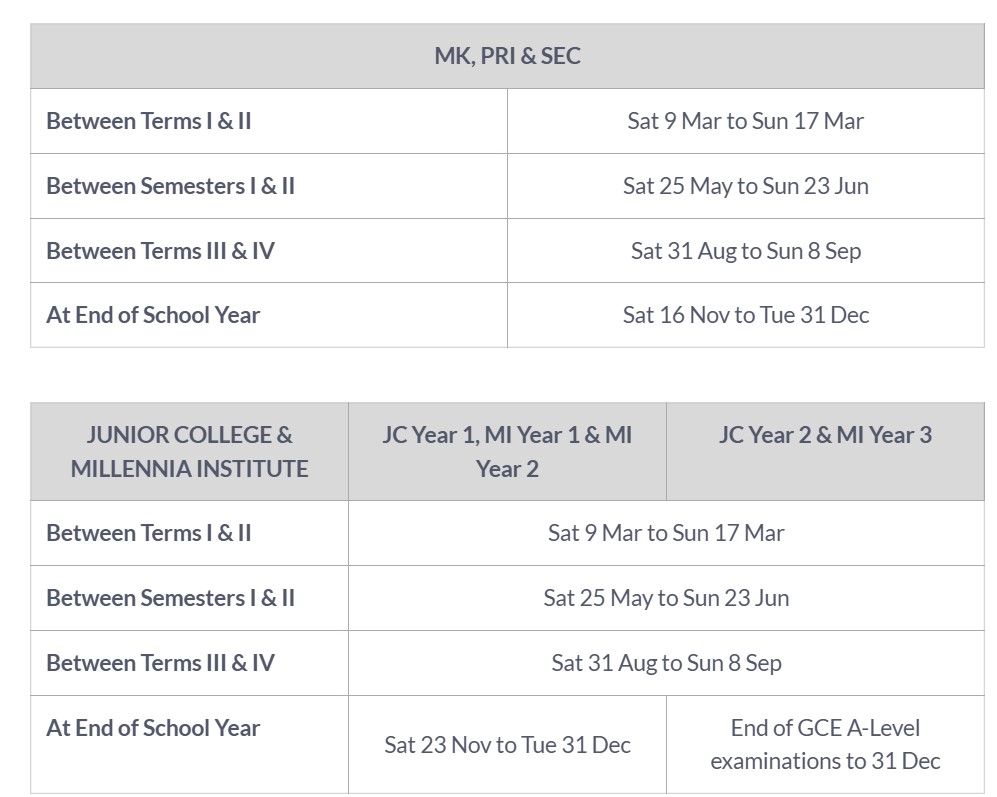 MK, PRI & SEC
Between Terms I & II
Sat 9 Mar to Sun 17 Mar
Between Semesters I & II
Sat 25 May to Sun 23 Jun
Between Terms III & IV
Sat 31 Aug to Sun 8 Sep
At End of School Year
Sat 16 Nov to Tue 31 Dec
JUNIOR COLLEGE &
MILLENNIA INSTITUTE
JC Year 1, MI Year 1 & MI
Year 2
JC Year 2 & MI Year 3
Between Terms I & II
Sat 9 Mar to Sun 17 Mar
Between Semesters I & II
Sat 25 May to Sun 23 Jun
Between Terms III & IV
Sat 31 Aug to Sun 8 Sep
At End of School Year
Sat 23 Nov to Tue 31 Dec
End of GCE A-Level
examinations to 31 Dec